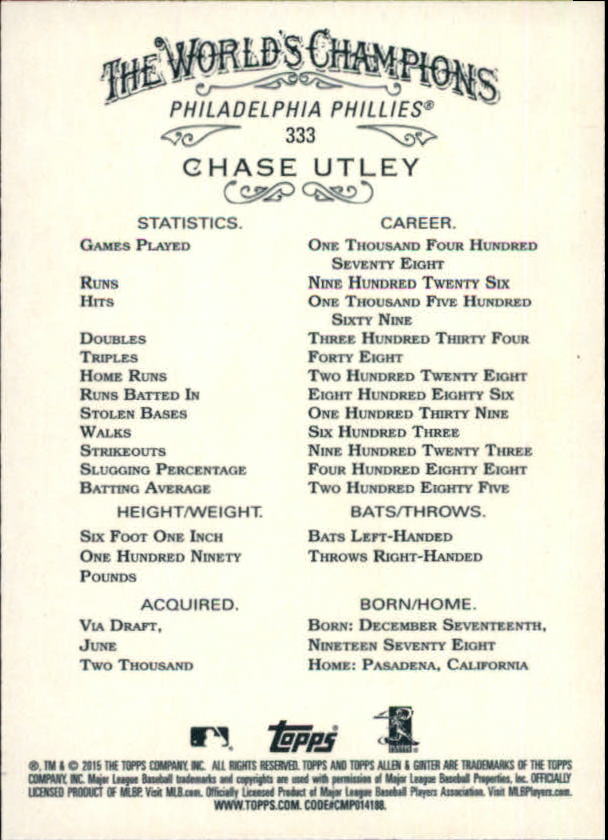 THE WORLD'S CHAMPIONS
PHILADELPHIA PHILLIES®
333
CHASE UTLEY
STATISTICS. CAREER.
GAMES PLAYED ONE THOUSAND FOUR HUNDRED
SEVENTY EIGHT
RUNS NINE HUNDRED TWENTY SIX
HITS ONE THOUSAND FIVE HUNDRED
SIXTY NINE
DOUBLES THREE HUNDRED THIRTY FOUR
TRIPLES FORTY EIGHT
HOME RUNS TWO HUNDRED TWENTY EIGHT
RUNS BATTED IN EIGHT HUNDRED EIGHTY SIX
STOLEN BASES ONE HUNDRED THIRTY NINE
WALKS SIX HUNDRED THREE
STRIKEOUTS NINE HUNDRED TWENTY THREE
SLUGGING PERCENTAGE FOUR HUNDRED EIGHTY EIGHT
BATTING AVERAGE TWO HUNDRED EIGHTY FIVE
HEIGHT/WEIGHT. BATS/THROWS.
SIX FOOT ONE INCH BATS LEFT-HANDED
ONE HUNDRED NINETY THROWS RIGHT-HANDED
POUNDS
ACQUIRED. BORN/HOME.
VIA DRAFT, BORN: DECEMBER SEVENTEENTH,
JUNE NINETEEN SEVENTY EIGHT
TWO THOUSAND HOME: PASADENA, CALIFORNIA
Topps
®, TM & © 2015 THE TOPPS COMPANY, INC. ALL RIGHTS RESERVED. TOPPS AND TOPPS ALLEN & GINTER ARE TRADEMARKS OF THE TOPPS
COMPANY, INC. Major League Baseball trademarks and copyrights are used with permission of Major League Baseball Properties, Inc. OFFICIALLY
LICENSED PRODUCT OF MLBP. Visit MLB.com. Officially Licensed Product of Major League Baseball Players Association. Visit MLBPlayers.com.
WWW.TOPPS.COM. CODE#CMP014188.